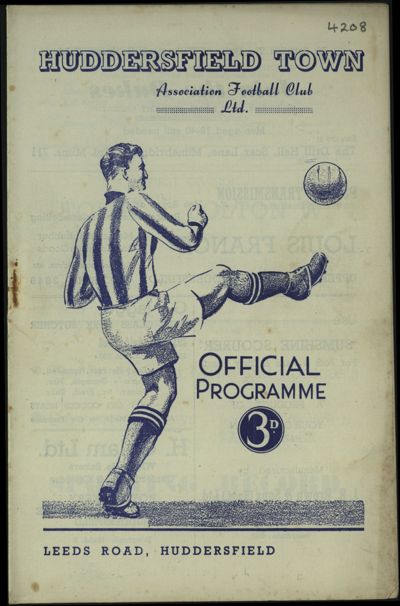 4208
HUDDERSFIELD TOWN
Association Football Club
Ltd.
OFFICIAL
PROGRAMME
3D.
LEEDS ROAD, HUDDERSFIELD